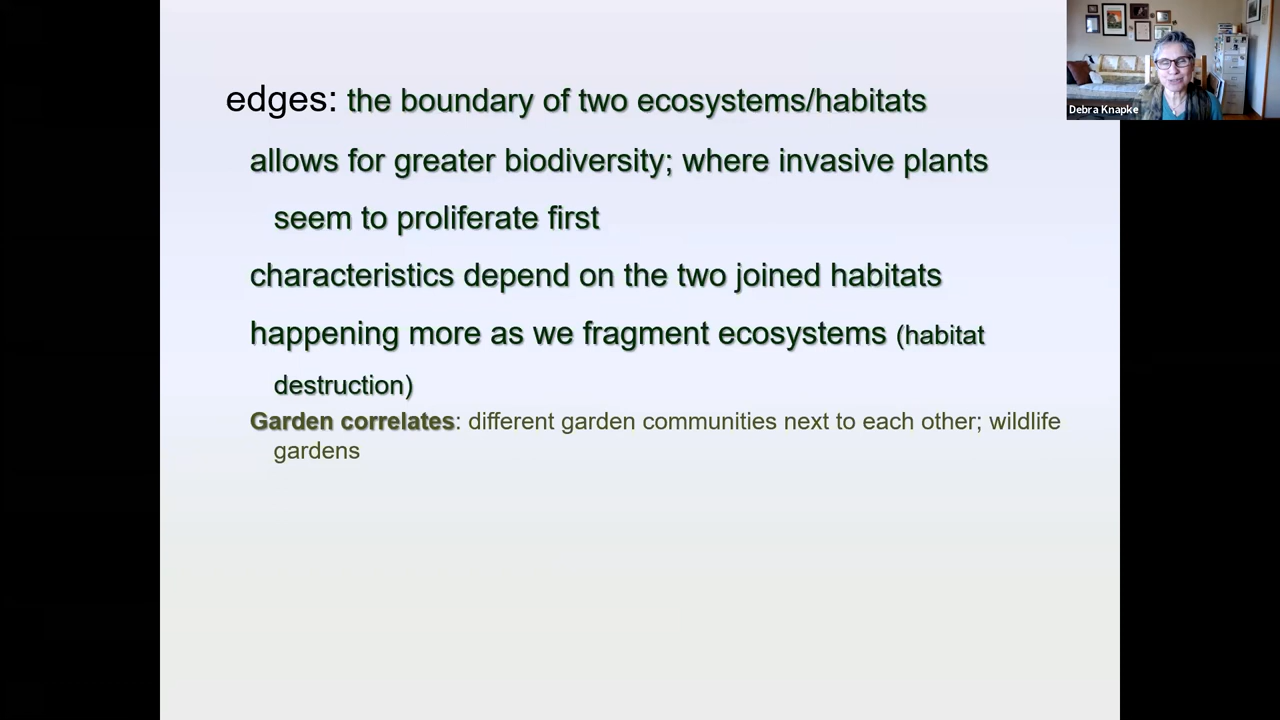 edges: the boundary of two ecosystems/habitats
allows for greater biodiversity; where invasive plants
seem to proliferate first
characteristics depend on the two joined habitats
happening more as we fragment ecosystems (habitat
destruction)
Garden correlates: different garden communities next to each other; wildlife
gardens
Debra Knapke